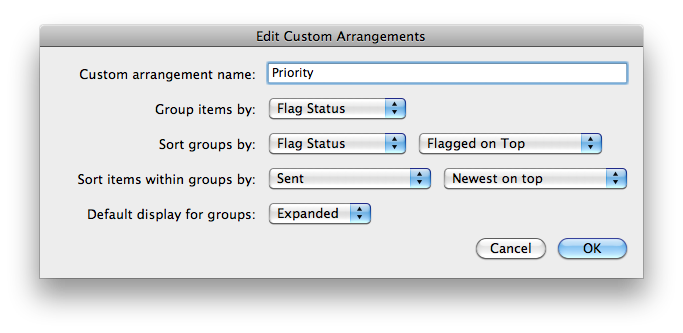 Edit Custom Arrangements
Custom arrangement name: Priority
Group items by: Flag Status
Sort groups by: Flag Status Flagged on Top
Sort items within groups by: Sent Newest on top
Default display for groups: Expanded
Cancel OK